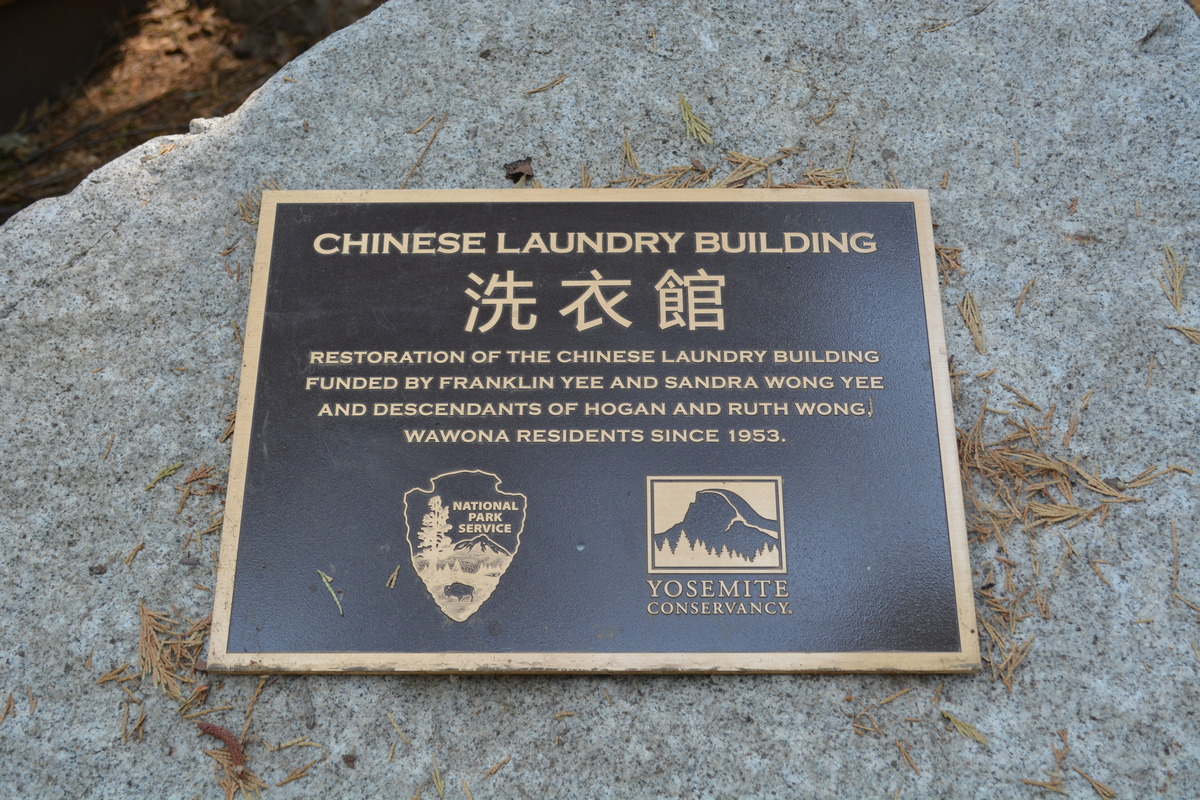 CHINESE LAUNDRY BUILDING
洗衣館
RESTORATION OF THE CHINESE LAUNDRY BUILDING
FUNDED BY FRANKLIN YEE AND SANDRA WONG YEE
AND DESCENDANTS OF HOGAN AND RUTH WONG,
WAWONA RESIDENTS SINCE 1953.
NATIONAL
PARK
SERVICE
YOSEMITE
CONSERVANCY.